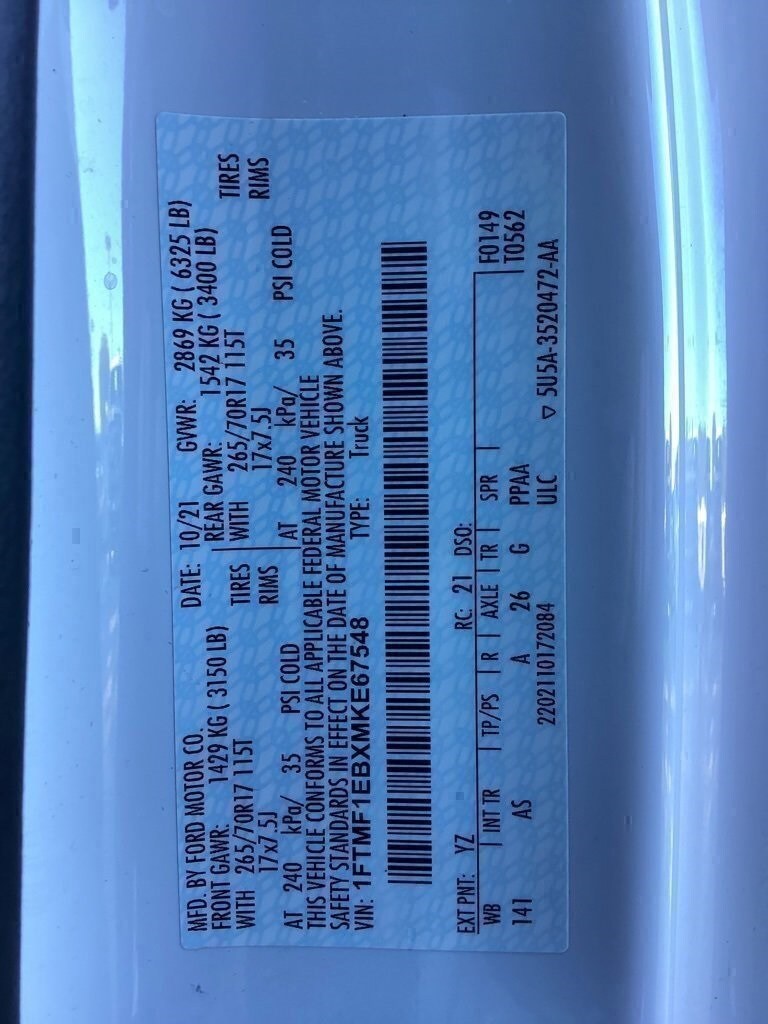 MFD. BY FORD MOTOR CO. DATE: 10/21 GVWR: 2869 KG ( 6325 LB)
FRONT GAWR: 1429 KG ( 3150 LB) REAR GAWR: 1542 KG ( 3400 LB)
WITH 265/70R17 115T TIRES WITH 265/70R17 115T TIRES
17x7.5J RIMS 17x7.5J RIMS
AT 240 kPa/ 35 PSI COLD AT 240 kPa/ 35 PSI COLD
THIS VEHICLE CONFORMS TO ALL APPLICABLE FEDERAL MOTOR VEHICLE
SAFETY STANDARDS IN EFFECT ON THE DATE OF MANUFACTURE SHOWN ABOVE.
VIN: 1FTMF1EBXMKE67548 TYPE: Truck
EXT PNT: YZ RC: 21 DSO: F0149
WB INT TR TP/PS R AXLE TR SPR T0562
141 AS A 26 G PPAA
2202110172084 ULC ▽ 5U5A-3520472-AA